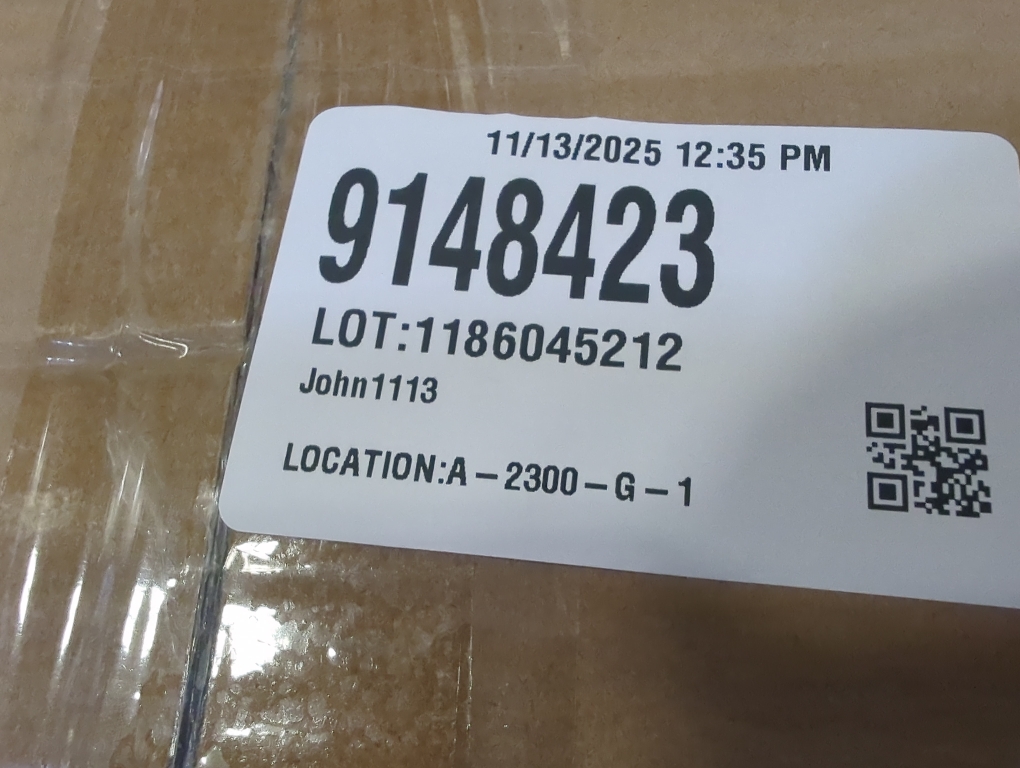 11/13/2025 12:35 PM
9148423
LOT:1186045212
John1113
LOCATION:A-2300-G-1